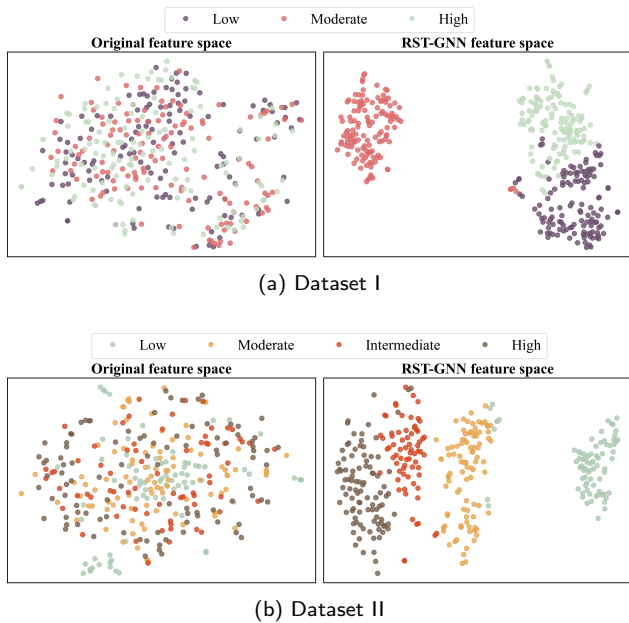 Low Moderate High
Original feature space RST-GNN feature space
(a) Dataset I
Low Moderate Intermediate High
Original feature space RST-GNN feature space
(b) Dataset II